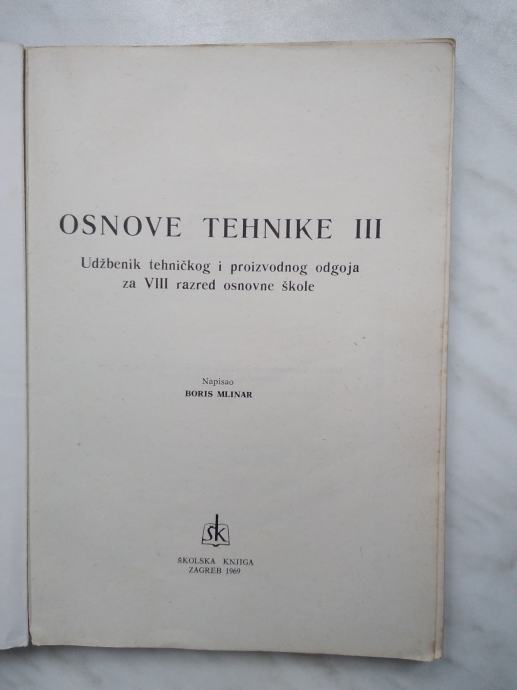 OSNOVE TEHNIKE III
Udžbenik tehničkog i proizvodnog odgoja
za VIII razred osnovne škole
Napisao
BORIS MLINAR
šk
ŠKOLSKA KNJIGA
ZAGREB 1969